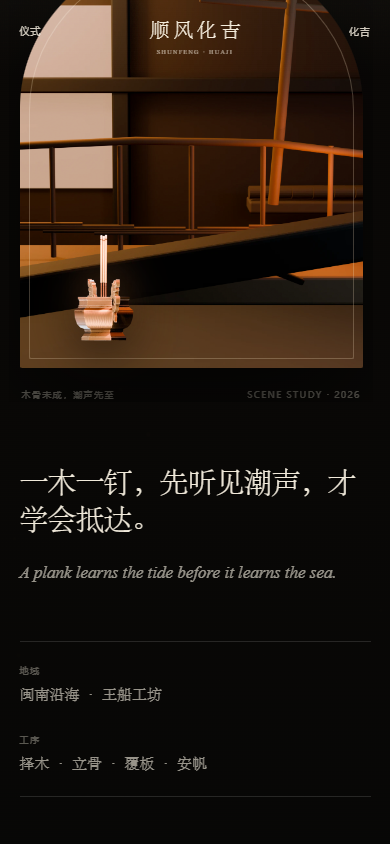 仪式
顺风化吉
化吉
SHUNFENG · HUAJI
木骨未成，潮声先至
SCENE STUDY · 2026
一木一钉，先听见潮声，才
学会抵达。
A plank learns the tide before it learns the sea.
地域
闽南沿海 · 王船工坊
工序
择木 · 立骨 · 覆板 · 安帆